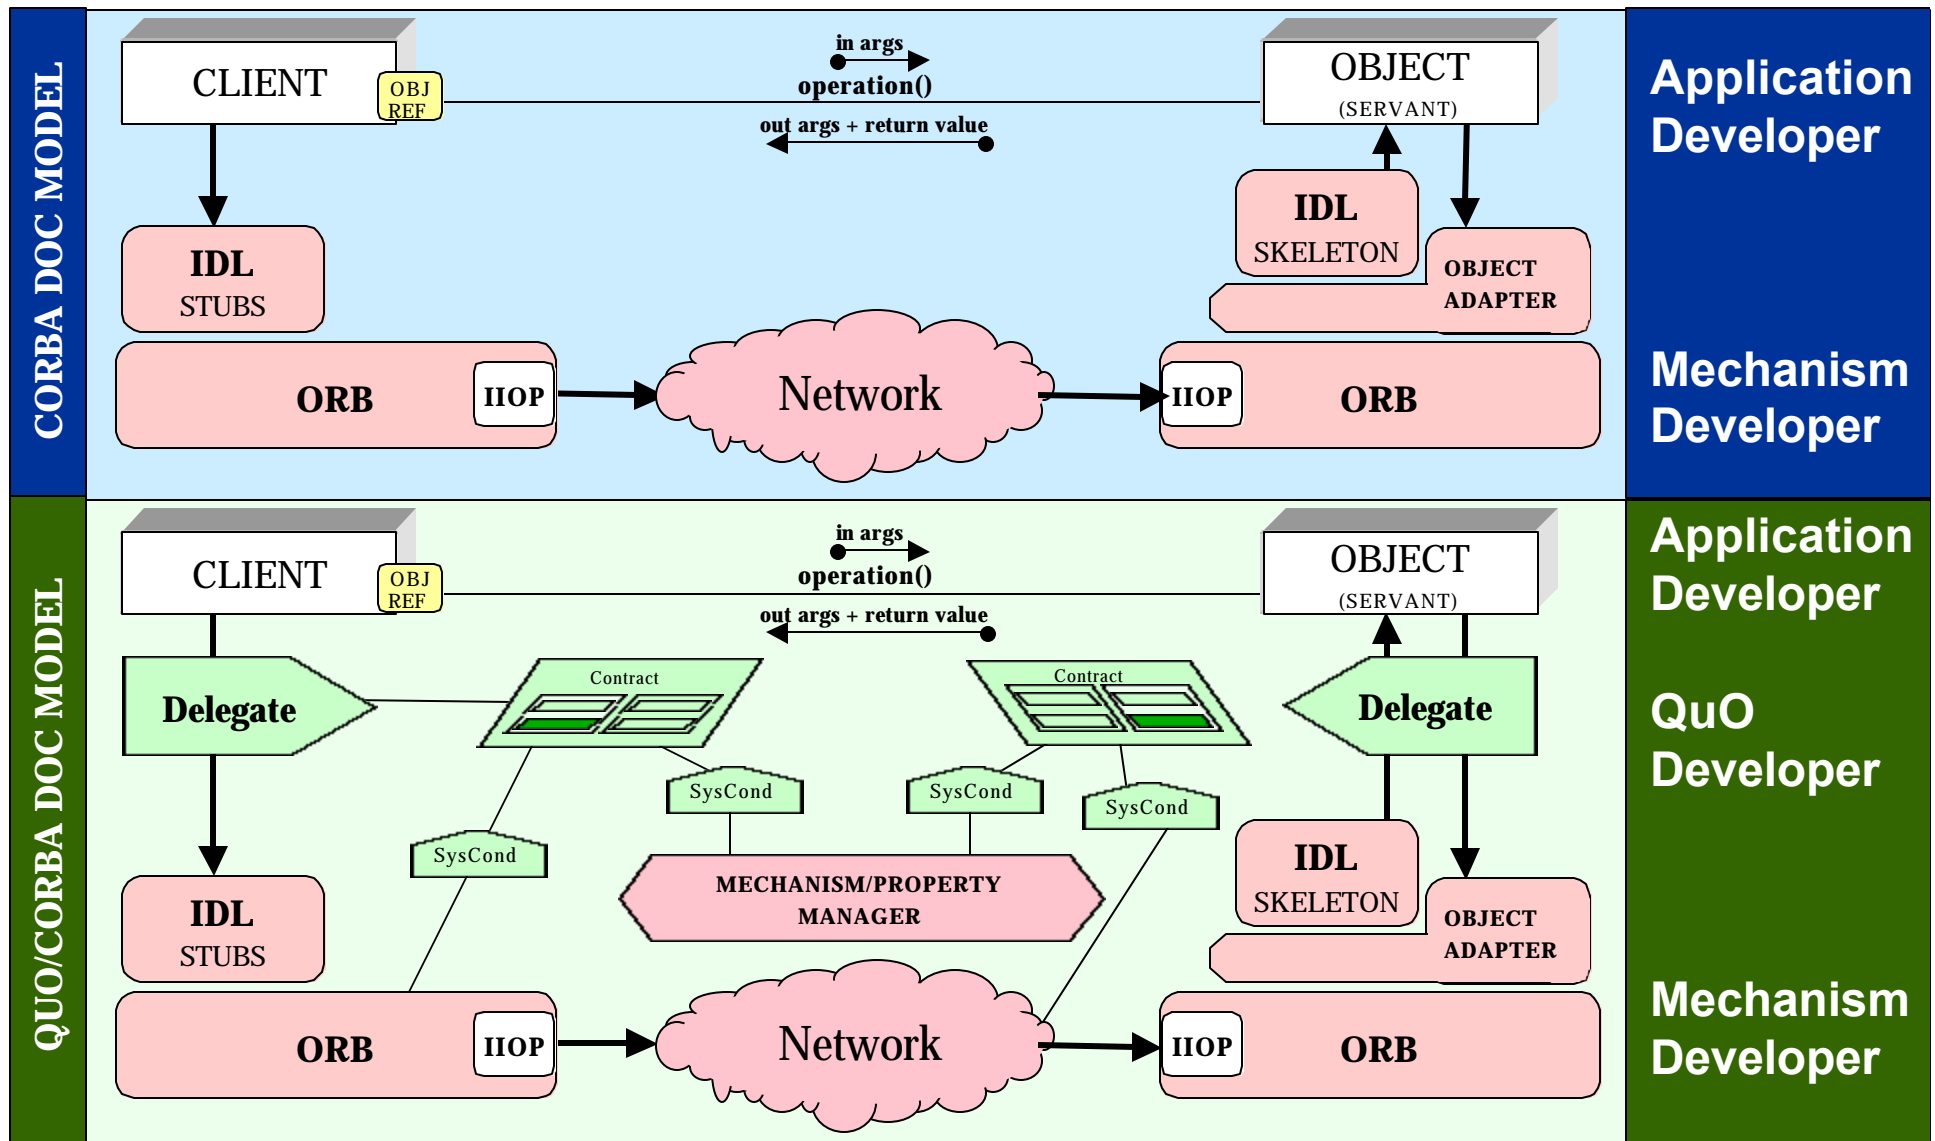 CORBA DOC MODEL
CLIENT
OBJ
REF
in args
operation()
out args + return value
OBJECT
(SERVANT)
IDL
STUBS
IDL
SKELETON
OBJECT
ADAPTER
ORB
IIOP
Network
IIOP
ORB
Application
Developer
Mechanism
Developer
QUO/CORBA DOC MODEL
CLIENT
OBJ
REF
in args
operation()
out args + return value
OBJECT
(SERVANT)
Delegate
Contract
Contract
Delegate
SysCond
SysCond
SysCond
SysCond
MECHANISM/PROPERTY
MANAGER
IDL
STUBS
IDL
SKELETON
OBJECT
ADAPTER
ORB
IIOP
Network
IIOP
ORB
Application
Developer
QuO
Developer
Mechanism
Developer